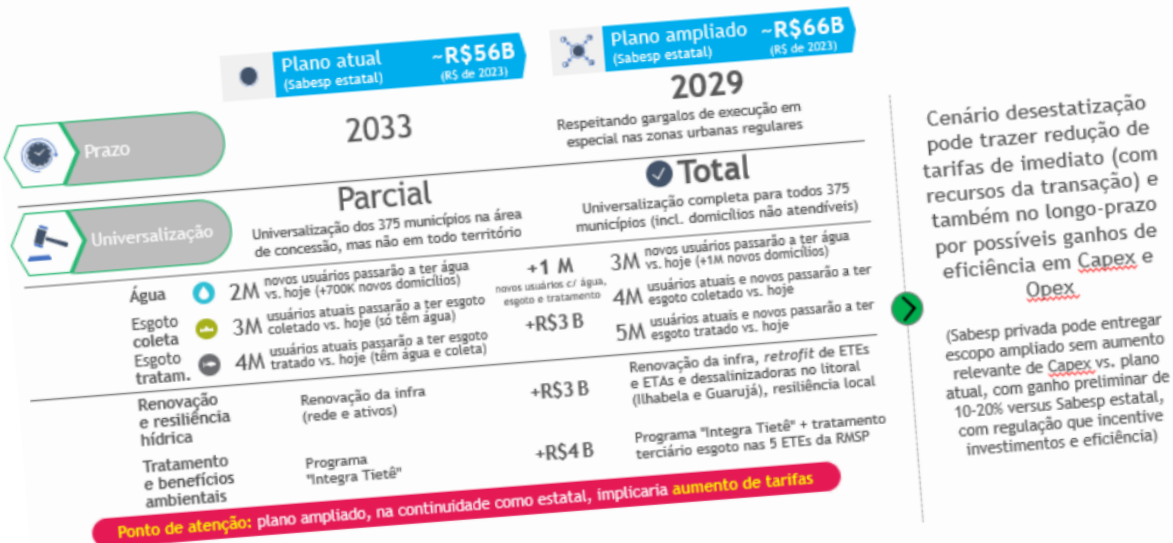 Plano atual ~R$56B
(Sabesp estatal) (R$ de 2023)
Plano ampliado ~R$66B
(Sabesp estatal) (R$ de 2023)
Prazo
2033
2029
Respeitando gargalos de execução em
especial nas zonas urbanas regulares
Universalização
Parcial
Universalização dos 375 municípios na área
de concessão, mas não em todo território
Total
Universalização completa para todos 375
municípios (incl. domicílios não atendíveis)
Água
2M novos usuários passarão a ter água
vs. hoje (+700K novos domicílios)
+1 M
novos usuários c/ água,
esgoto e tratamento
3M novos usuários passarão a ter água
vs. hoje (+1M novos domicílios)
Esgoto
coleta
3M usuários atuais passarão a ter esgoto
coletado vs. hoje (só têm água)
+R$3 B
4M usuários atuais e novos passarão a ter
esgoto coletado vs. hoje
Esgoto
tratam.
4M usuários atuais passarão a ter esgoto
tratado vs. hoje (têm água e coleta)
5M usuários atuais e novos passarão a ter
esgoto tratado vs. hoje
Renovação
e resiliência
hídrica
Renovação da infra
(rede e ativos)
+R$3 B
Renovação da infra, retrofit de ETEs
e ETAs e dessalinizadoras no litoral
(Ilhabela e Guarujá), resiliência local
Tratamento
e benefícios
ambientais
Programa
"Integra Tietê"
+R$4 B
Programa "Integra Tietê" + tratamento
terciário esgoto nas 5 ETEs da RMSP
Ponto de atenção: plano ampliado, na continuidade como estatal, implicaria aumento de tarifas
Cenário desestatização
pode trazer redução de
tarifas de imediato (com
recursos da transação) e
também no longo-prazo
por possíveis ganhos de
eficiência em Capex e
Opex
(Sabesp privada pode entregar
escopo ampliado sem aumento
relevante de Capex vs. plano
atual, com ganho preliminar de
10-20% versus Sabesp estatal,
com regulação que incentive
investimentos e eficiência)